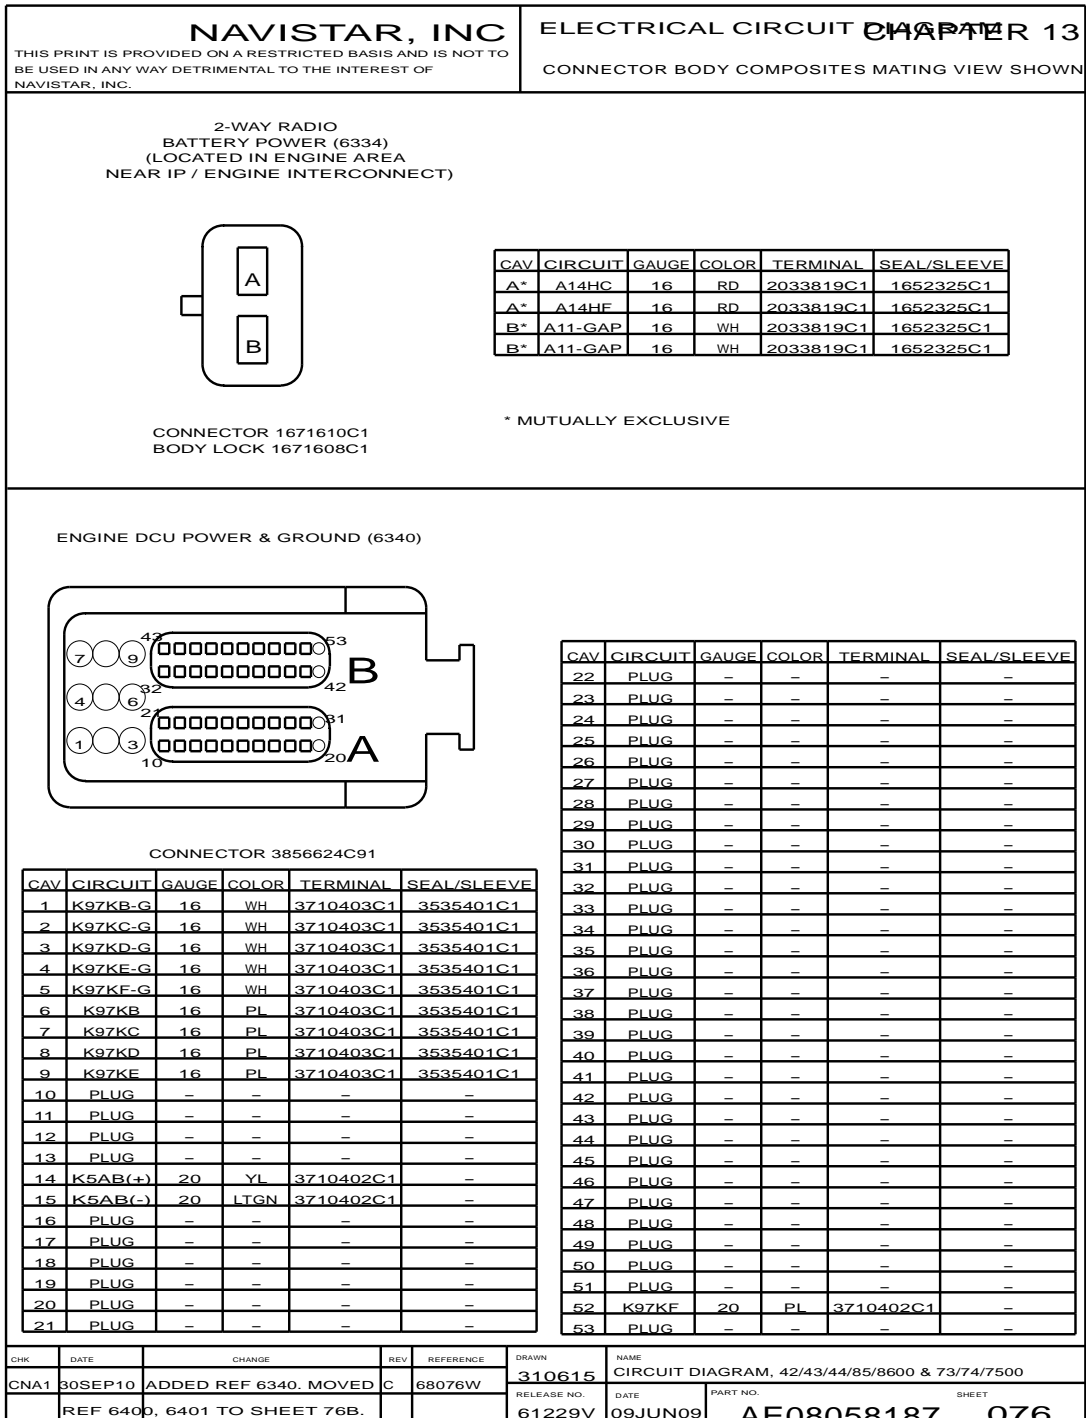 NAVISTAR, INC
THIS PRINT IS PROVIDED ON A RESTRICTED BASIS AND IS NOT TO
BE USED IN ANY WAY DETRIMENTAL TO THE INTEREST OF
NAVISTAR, INC.
ELECTRICAL CIRCUIT DIAGRAM
CHAPTER 13
CONNECTOR BODY COMPOSITES MATING VIEW SHOWN
2-WAY RADIO
BATTERY POWER (6334)
(LOCATED IN ENGINE AREA
NEAR IP / ENGINE INTERCONNECT)
A
B
CONNECTOR 1671610C1
BODY LOCK 1671608C1
CAV CIRCUIT GAUGE COLOR TERMINAL SEAL/SLEEVE
A* A14HC 16 RD 2033819C1 1652325C1
A* A14HF 16 RD 2033819C1 1652325C1
B* A11-GAP 16 WH 2033819C1 1652325C1
B* A11-GAP 16 WH 2033819C1 1652325C1
* MUTUALLY EXCLUSIVE
ENGINE DCU POWER & GROUND (6340)
43 53
7 9
B
32 42
4 6
21 31
1 3
A
10 20
CONNECTOR 3856624C91
CAV CIRCUIT GAUGE COLOR TERMINAL SEAL/SLEEVE
1 K97KB-G 16 WH 3710403C1 3535401C1
2 K97KC-G 16 WH 3710403C1 3535401C1
3 K97KD-G 16 WH 3710403C1 3535401C1
4 K97KE-G 16 WH 3710403C1 3535401C1
5 K97KF-G 16 WH 3710403C1 3535401C1
6 K97KB 16 PL 3710403C1 3535401C1
7 K97KC 16 PL 3710403C1 3535401C1
8 K97KD 16 PL 3710403C1 3535401C1
9 K97KE 16 PL 3710403C1 3535401C1
10 PLUG – – – –
11 PLUG – – – –
12 PLUG – – – –
13 PLUG – – – –
14 K5AB(+) 20 YL 3710402C1 –
15 K5AB(-) 20 LTGN 3710402C1 –
16 PLUG – – – –
17 PLUG – – – –
18 PLUG – – – –
19 PLUG – – – –
20 PLUG – – – –
21 PLUG – – – –
CAV CIRCUIT GAUGE COLOR TERMINAL SEAL/SLEEVE
22 PLUG – – – –
23 PLUG – – – –
24 PLUG – – – –
25 PLUG – – – –
26 PLUG – – – –
27 PLUG – – – –
28 PLUG – – – –
29 PLUG – – – –
30 PLUG – – – –
31 PLUG – – – –
32 PLUG – – – –
33 PLUG – – – –
34 PLUG – – – –
35 PLUG – – – –
36 PLUG – – – –
37 PLUG – – – –
38 PLUG – – – –
39 PLUG – – – –
40 PLUG – – – –
41 PLUG – – – –
42 PLUG – – – –
43 PLUG – – – –
44 PLUG – – – –
45 PLUG – – – –
46 PLUG – – – –
47 PLUG – – – –
48 PLUG – – – –
49 PLUG – – – –
50 PLUG – – – –
51 PLUG – – – –
52 K97KF 20 PL 3710402C1 –
53 PLUG – – – –
CHK DATE CHANGE REV REFERENCE
CNA1 30SEP10 ADDED REF 6340. MOVED C 68076W
REF 6400, 6401 TO SHEET 76B.
DRAWN
310615
NAME
CIRCUIT DIAGRAM, 42/43/44/85/8600 & 73/74/7500
RELEASE NO. DATE PART NO. SHEET
61229V 09JUN09 AE08058187 076